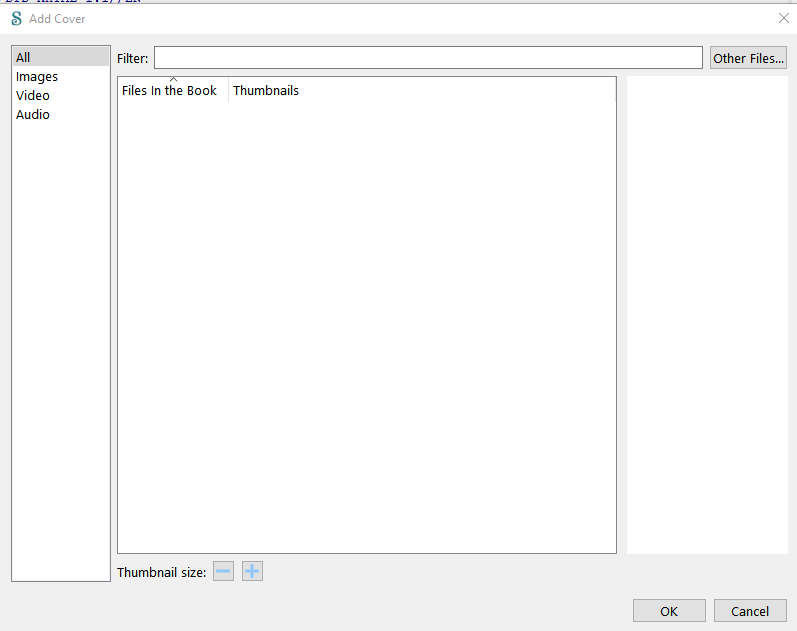 Add Cover
All
Images
Video
Audio
Filter:
Other Files...
Files In the Book
Thumbnails
Thumbnail size:
OK
Cancel